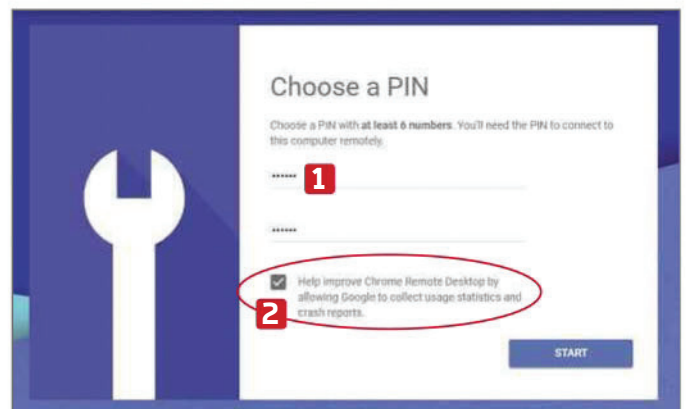 Choose a PIN
Choose a PIN with at least 6 numbers. You'll need the PIN to connect to
this computer remotely.
•••••• 1
••••••
Help improve Chrome Remote Desktop by
allowing Google to collect usage statistics and
2 crash reports.
START